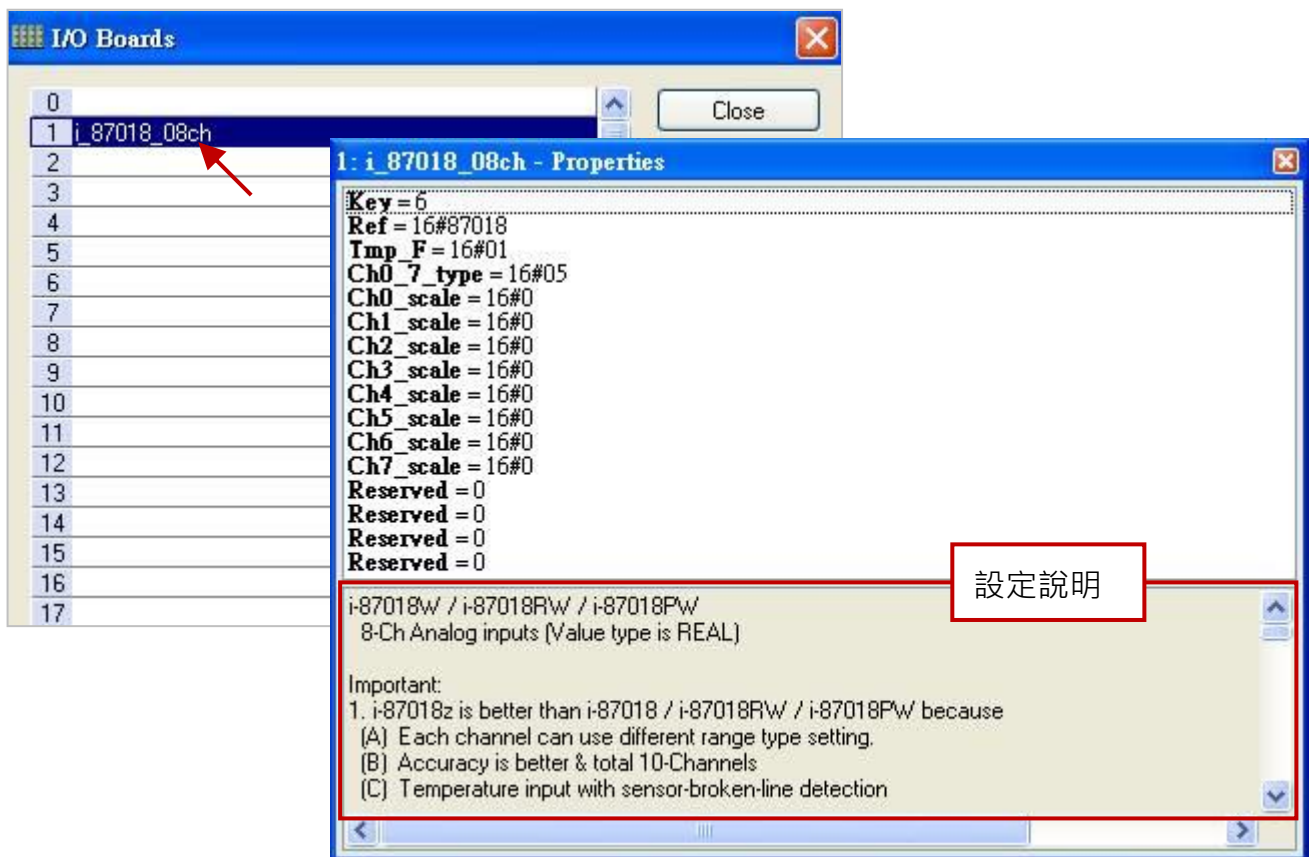 I/O Boards
0
1 i_87018_08ch
2
3
4
5
6
7
8
9
10
11
12
13
14
15
16
17
Close
1: i_87018_08ch - Properties
Key = 6
Ref = 16#87018
Tmp_F = 16#01
Ch0_7_type = 16#05
Ch0_scale = 16#0
Ch1_scale = 16#0
Ch2_scale = 16#0
Ch3_scale = 16#0
Ch4_scale = 16#0
Ch5_scale = 16#0
Ch6_scale = 16#0
Ch7_scale = 16#0
Reserved = 0
Reserved = 0
Reserved = 0
Reserved = 0
設定說明
i-87018W / i-87018RW / i-87018PW
8-Ch Analog inputs (Value type is REAL)
Important:
1. i-87018z is better than i-87018 / i-87018RW / i-87018PW because
(A) Each channel can use different range type setting.
(B) Accuracy is better & total 10-Channels
(C) Temperature input with sensor-broken-line detection